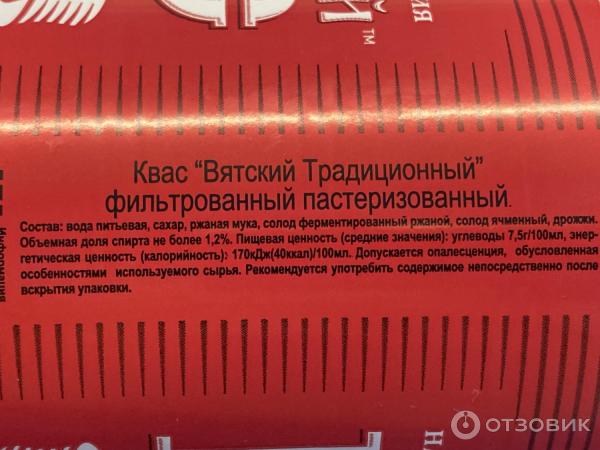 Квас “Вятский Традиционный”
фильтрованный пастеризованный.
Состав: вода питьевая, сахар, ржаная мука, солод ферментированный ржаной, солод ячменный, дрожжи.
Объемная доля спирта не более 1,2%. Пищевая ценность (средние значения): углеводы 7,5г/100мл, энер-
гетическая ценность (калорийность): 170кДж(40ккал)/100мл. Допускается опалесценция, обусловленная
особенностями используемого сырья. Рекомендуется употребить содержимое непосредственно после
вскрытия упаковки.
ОТЗОВИК